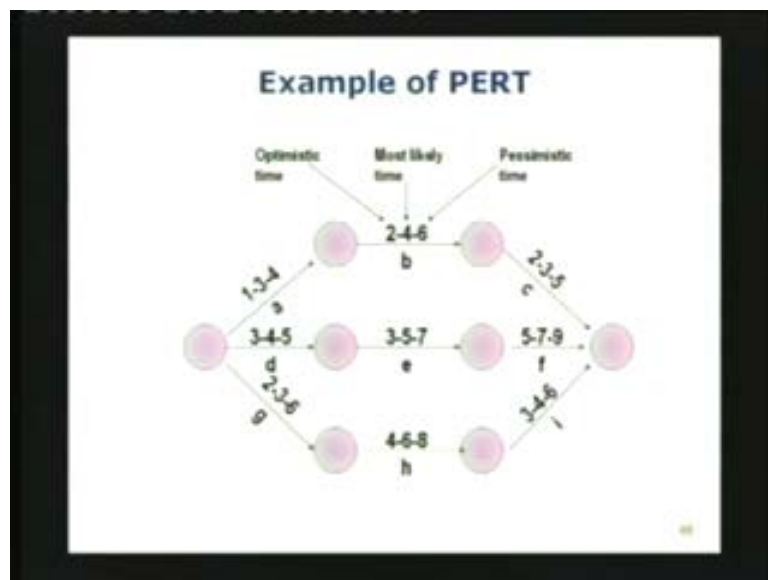 Example of PERT
Optimistic time
Most likely time
Pessimistic time
2-4-6
b
1-3-4
a
2-3-5
c
3-4-5
d
3-5-7
e
5-7-9
f
2-3-6
g
4-6-8
h
3-4-6
i